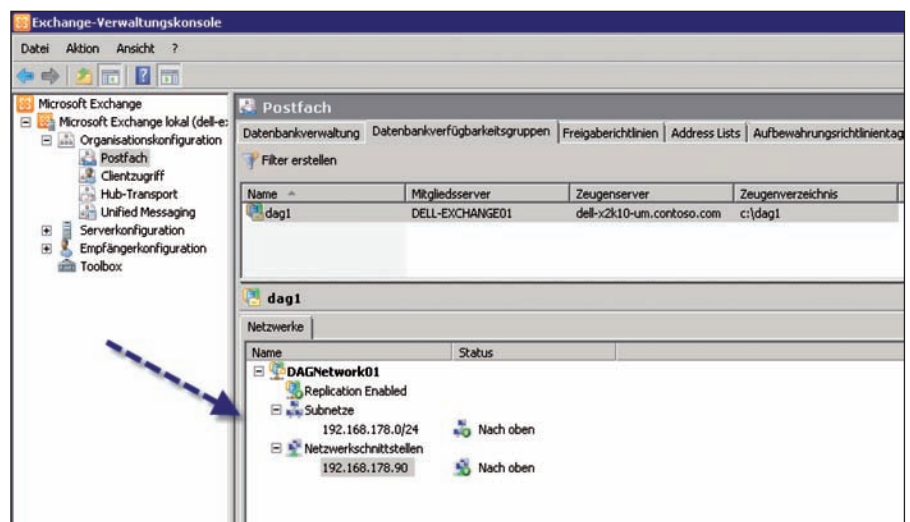 Exchange-Verwaltungskonsole
Datei Aktion Ansicht ?
Microsoft Exchange
Microsoft Exchange lokal (dell-e:
Organisationskonfiguration
Postfach
Clientzugriff
Hub-Transport
Unified Messaging
Serverkonfiguration
Empfängerkonfiguration
Toolbox
Postfach
Datenbankverwaltung Datenbankverfügbarkeitsgruppen Freigaberichtlinien Address Lists Aufbewahrungsrichtlinientag
Filter erstellen
Name Mitgliedsserver Zeugenserver Zeugenverzeichnis
dag1 DELL-EXCHANGE01 dell-x2k10-um.contoso.com c:\dag1
dag1
Netzwerke
Name Status
DAGNetwork01
Replication Enabled
Subnetze
192.168.178.0/24 Nach oben
Netzwerkschnittstellen
192.168.178.90 Nach oben